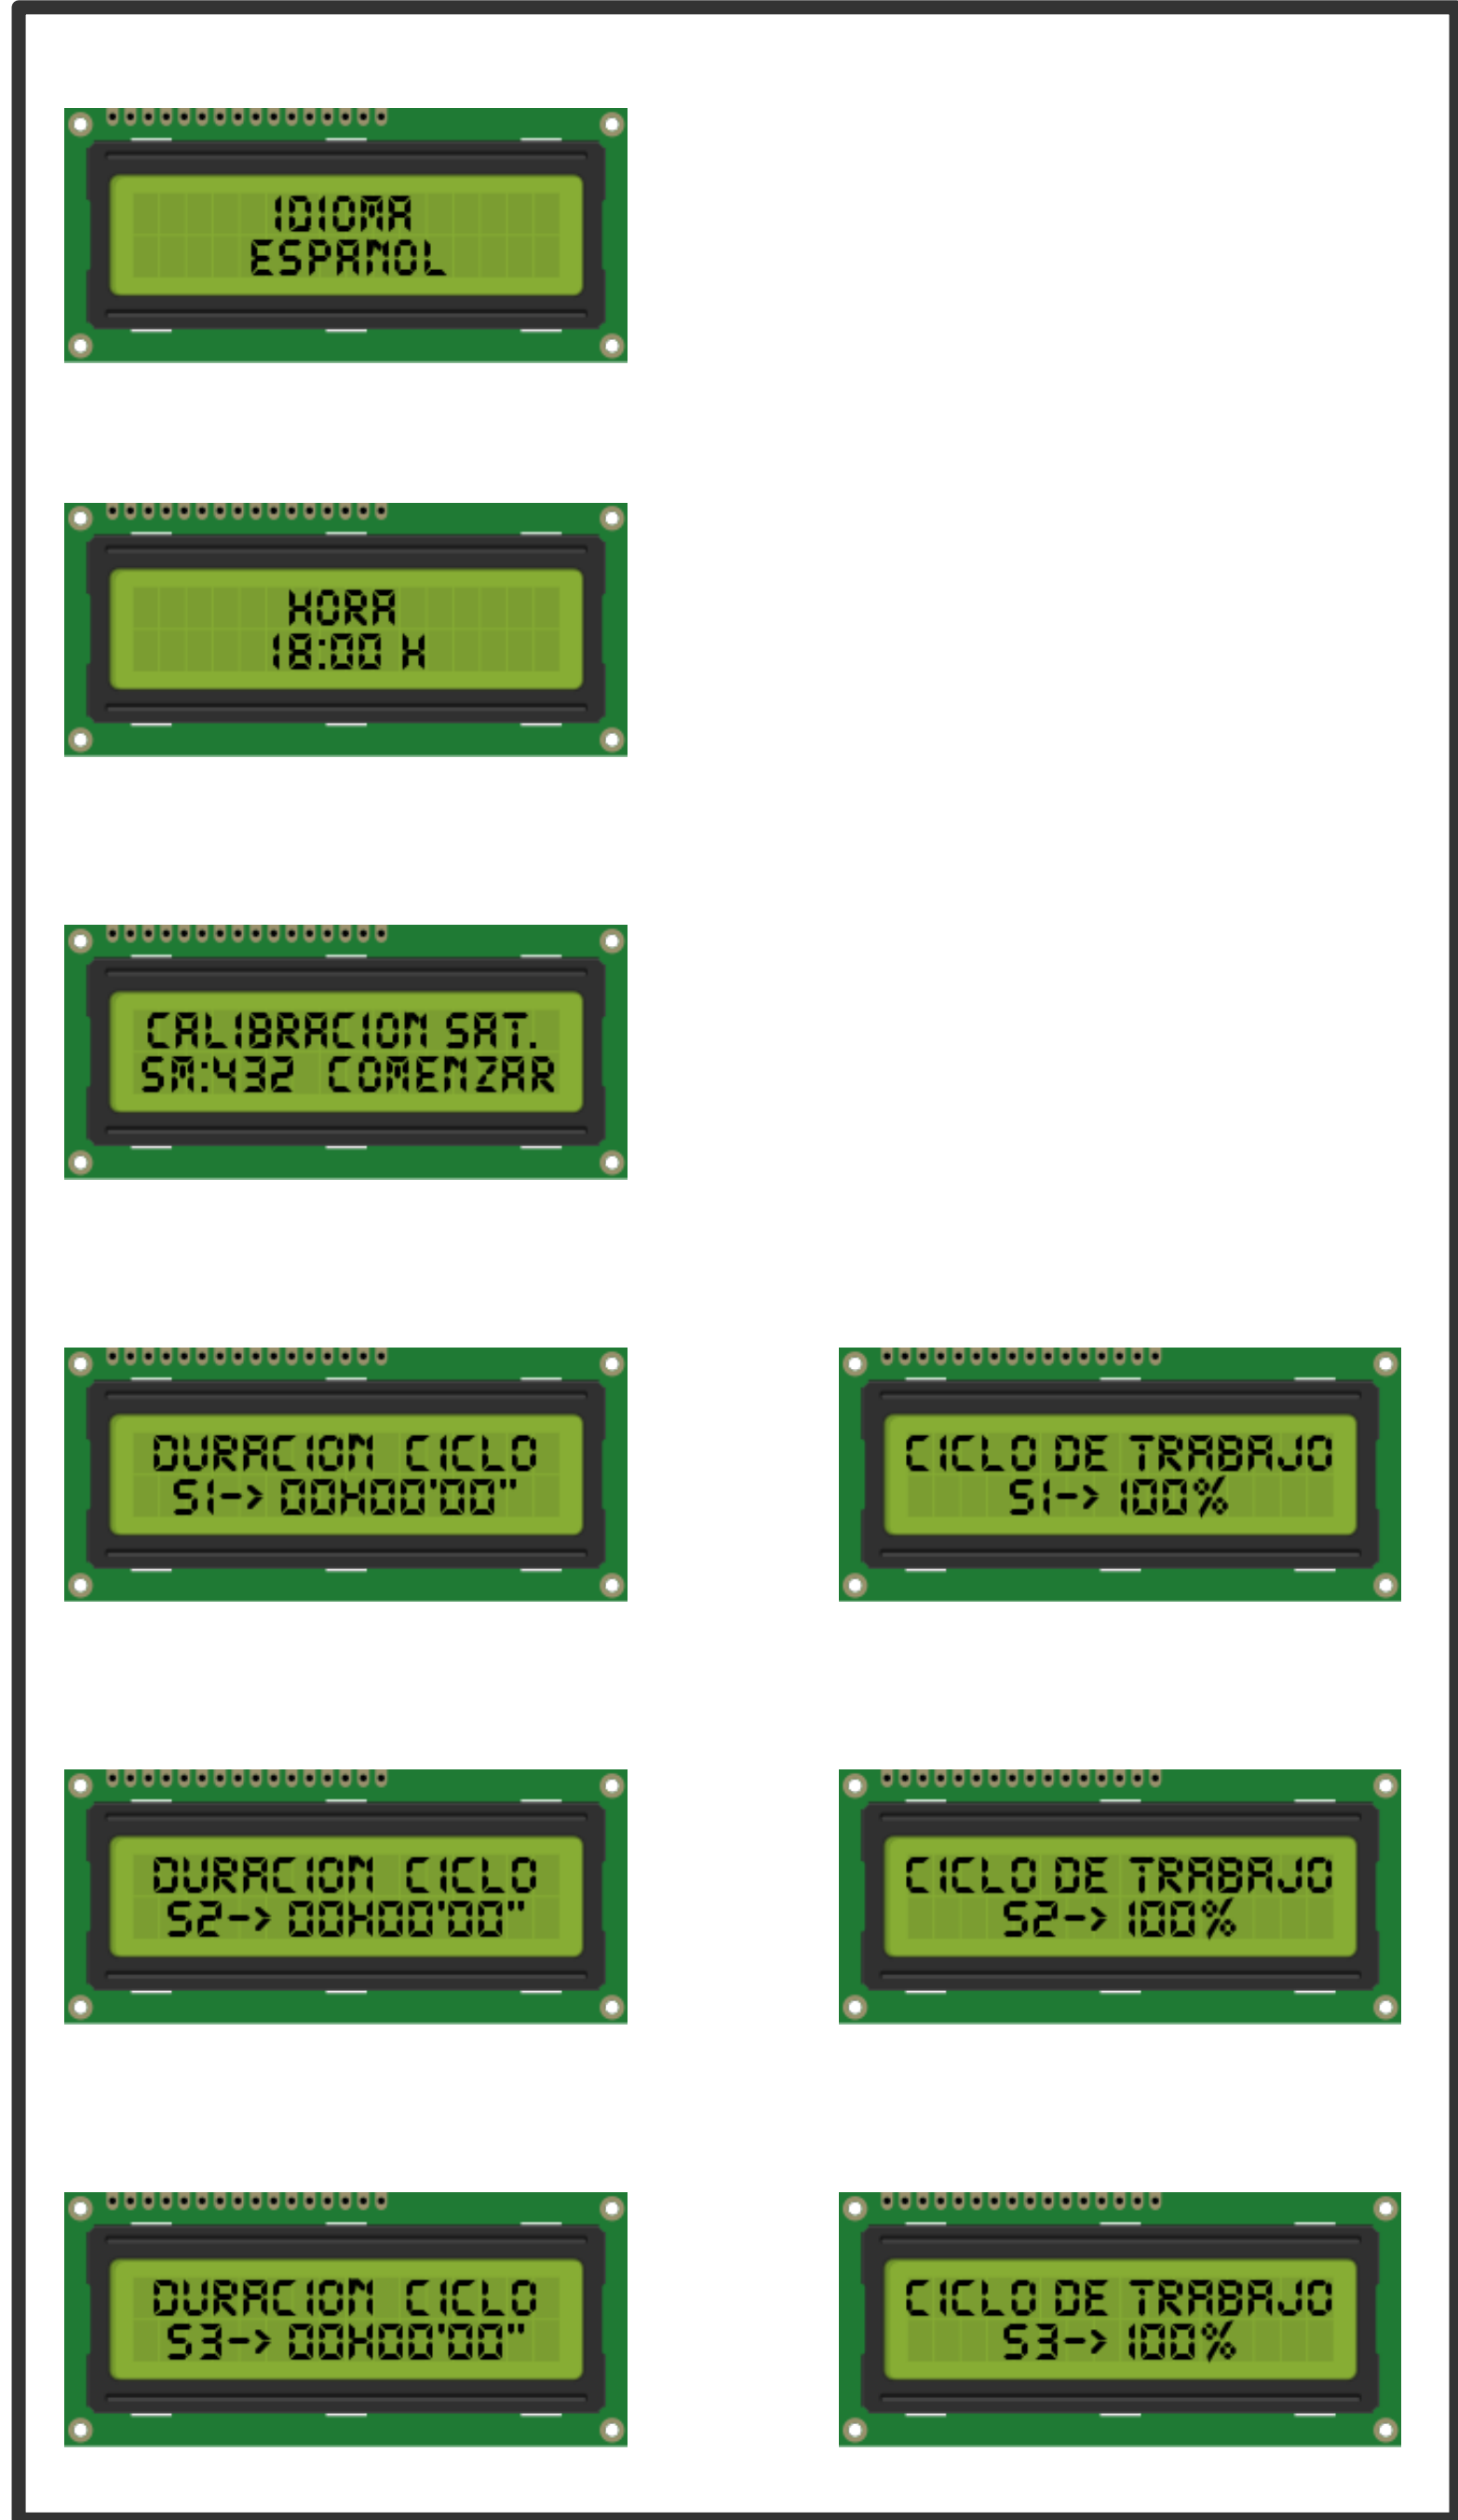 IDIOMA
ESPANOL
HORA
18:00 H
CALIBRACION SAT.
SM:432 COMENZAR
DURACION CICLO
S1-> 00H00'00"
CICLO DE TRABAJO
S1-> 100%
DURACION CICLO
S2-> 00H00'00"
CICLO DE TRABAJO
S2-> 100%
DURACION CICLO
S3-> 00H00'00"
CICLO DE TRABAJO
S3-> 100%